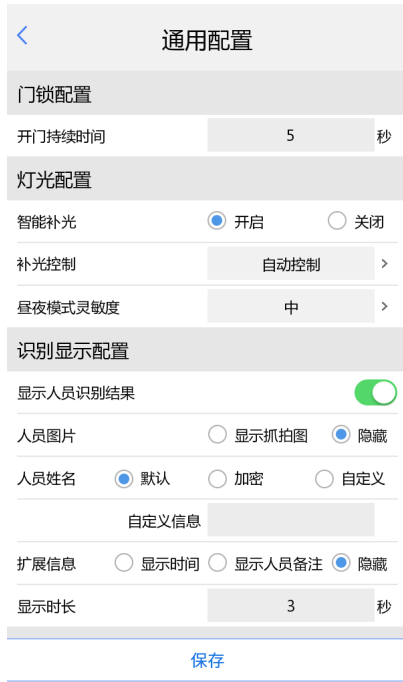 通用配置
门锁配置
开门持续时间 5 秒
灯光配置
智能补光 开启 关闭
补光控制 自动控制
昼夜模式灵敏度 中
识别显示配置
显示人员识别结果
人员图片 显示抓拍图 隐藏
人员姓名 默认 加密 自定义
自定义信息
扩展信息 显示时间 显示人员备注 隐藏
显示时长 3 秒
保存